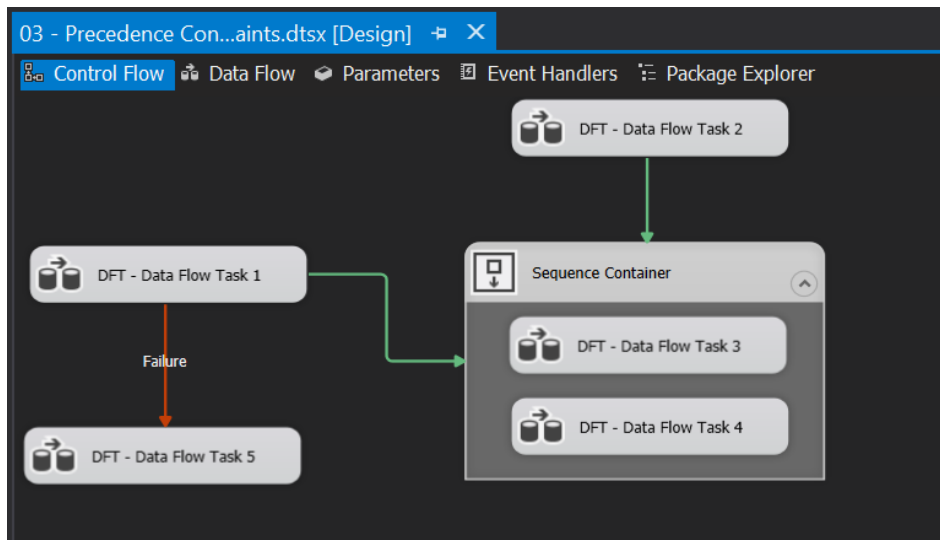 03 - Precedence Con...aints.dtsx [Design]
Control Flow Data Flow Parameters Event Handlers Package Explorer
DFT - Data Flow Task 2
DFT - Data Flow Task 1
Sequence Container
DFT - Data Flow Task 3
Failure
DFT - Data Flow Task 4
DFT - Data Flow Task 5